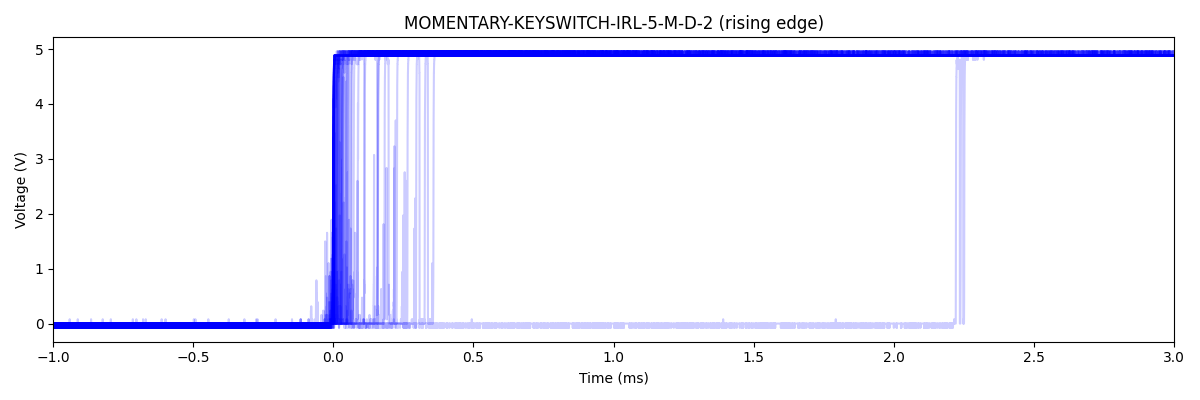 MOMENTARY-KEYSWITCH-IRL-5-M-D-2 (rising edge)
5
4
3
2
1
0
Voltage (V)
−1.0 −0.5 0.0 0.5 1.0 1.5 2.0 2.5 3.0
Time (ms)